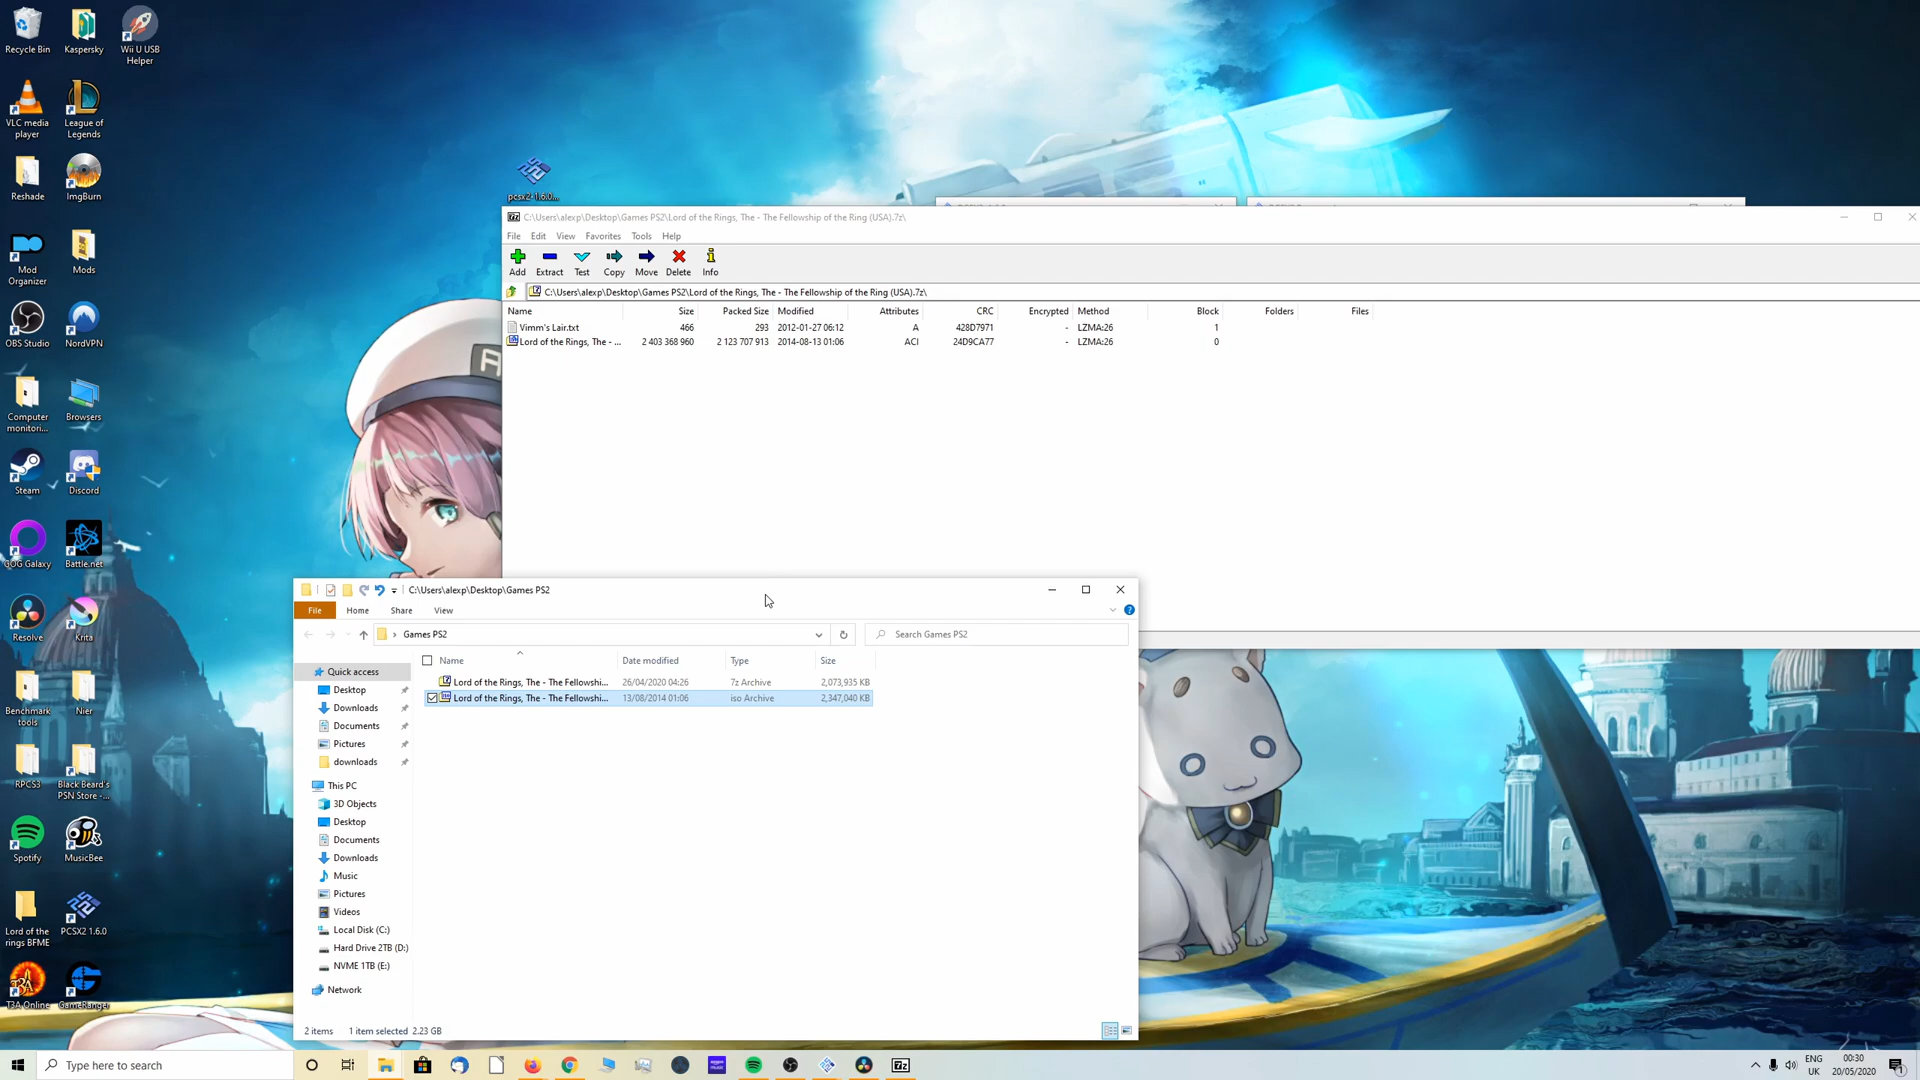 Recycle Bin
Kaspersky
Wii U USB
Helper
VLC media
player
League of
Legends
Reshade
ImgBurn
Mod
Organizer
Mods
OBS Studio
NordVPN
Computer
monitori...
Browsers
Steam
Discord
GOG Galaxy
Battle.net
Resolve
Krita
Benchmark
tools
Nier
RPCS3
Black Beard's
PSN Store -...
Spotify
MusicBee
Lord of the
rings BFME
PCSX2 1.6.0
T3A Online
GameRanger
pcsx2-1.6.0...
C:\Users\alexp\Desktop\Games PS2\Lord of the Rings, The - The Fellowship of the Ring (USA).7z\
File Edit View Favorites Tools Help
Add Extract Test Copy Move Delete Info
C:\Users\alexp\Desktop\Games PS2\Lord of the Rings, The - The Fellowship of the Ring (USA).7z\
Name Size Packed Size Modified Attributes CRC Encrypted Method Block Folders Files
Vimm's Lair.txt 466 293 2012-01-27 06:12 A 428D7971 - LZMA:26 1
Lord of the Rings, The - ... 2 403 368 960 2 123 707 913 2014-08-13 01:06 ACI 24D9CA77 - LZMA:26 0
C:\Users\alexp\Desktop\Games PS2
File Home Share View
Games PS2
Search Games PS2
Name Date modified Type Size
Lord of the Rings, The - The Fellowshi... 26/04/2020 04:26 7z Archive 2,073,935 KB
Lord of the Rings, The - The Fellowshi... 13/08/2014 01:06 iso Archive 2,347,040 KB
Quick access
Desktop
Downloads
Documents
Pictures
downloads
This PC
3D Objects
Desktop
Documents
Downloads
Music
Pictures
Videos
Local Disk (C:)
Hard Drive 2TB (D:)
NVME 1TB (E:)
Network
2 items 1 item selected 2.23 GB
Type here to search
ENG
UK
00:30
20/05/2020